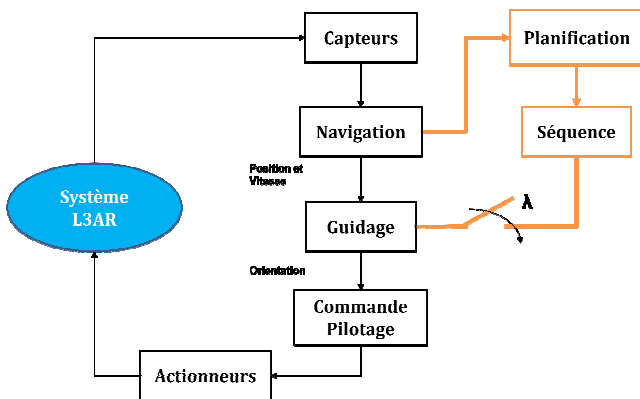 Capteurs
Planification
Navigation
Séquence
Position et
Vitesse
Système
L3AR
λ
Guidage
Orientation
Commande
Pilotage
Actionneurs